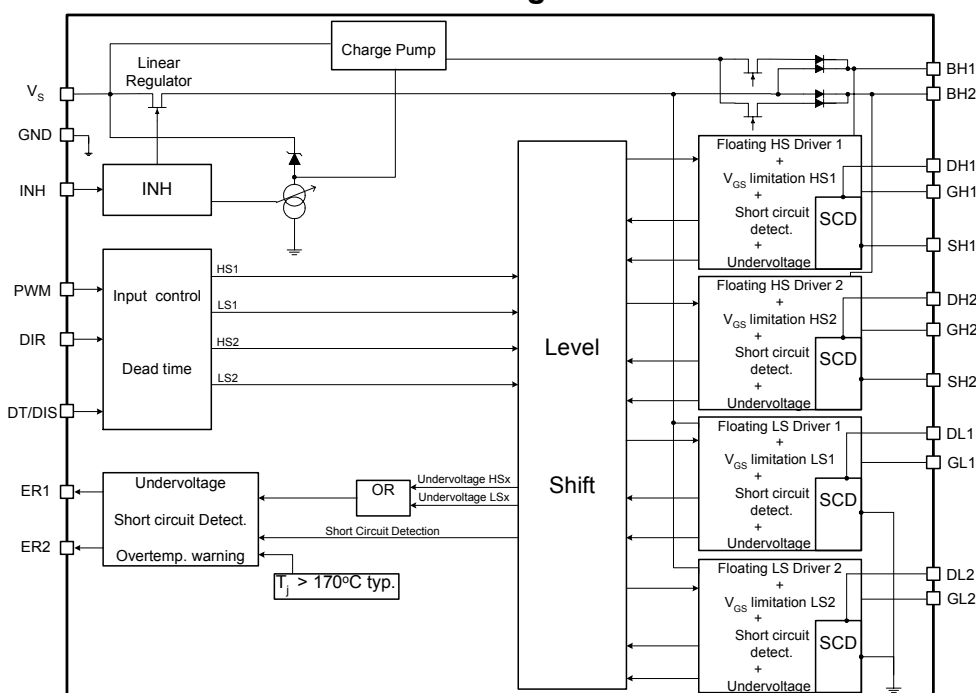 Charge Pump
Linear
Regulator
V_S
GND
INH
INH
BH1
BH2
Floating HS Driver 1
+
V_GS limitation HS1
+
Short circuit
detect.
+
Undervoltage
SCD
DH1
GH1
SH1
PWM
DIR
DT/DIS
Input control
Dead time
HS1
LS1
HS2
LS2
Level
Shift
Floating HS Driver 2
+
V_GS limitation HS2
+
Short circuit
detect.
+
Undervoltage
SCD
DH2
GH2
SH2
Floating LS Driver 1
+
V_GS limitation LS1
+
Short circuit
detect.
+
Undervoltage
SCD
DL1
GL1
ER1
ER2
Undervoltage
Short circuit Detect.
Overtemp. warning
OR
Undervoltage HSx
Undervoltage LSx
Short Circuit Detection
T_j > 170°C typ.
Floating LS Driver 2
+
V_GS limitation LS2
+
Short circuit
detect.
+
Undervoltage
SCD
DL2
GL2